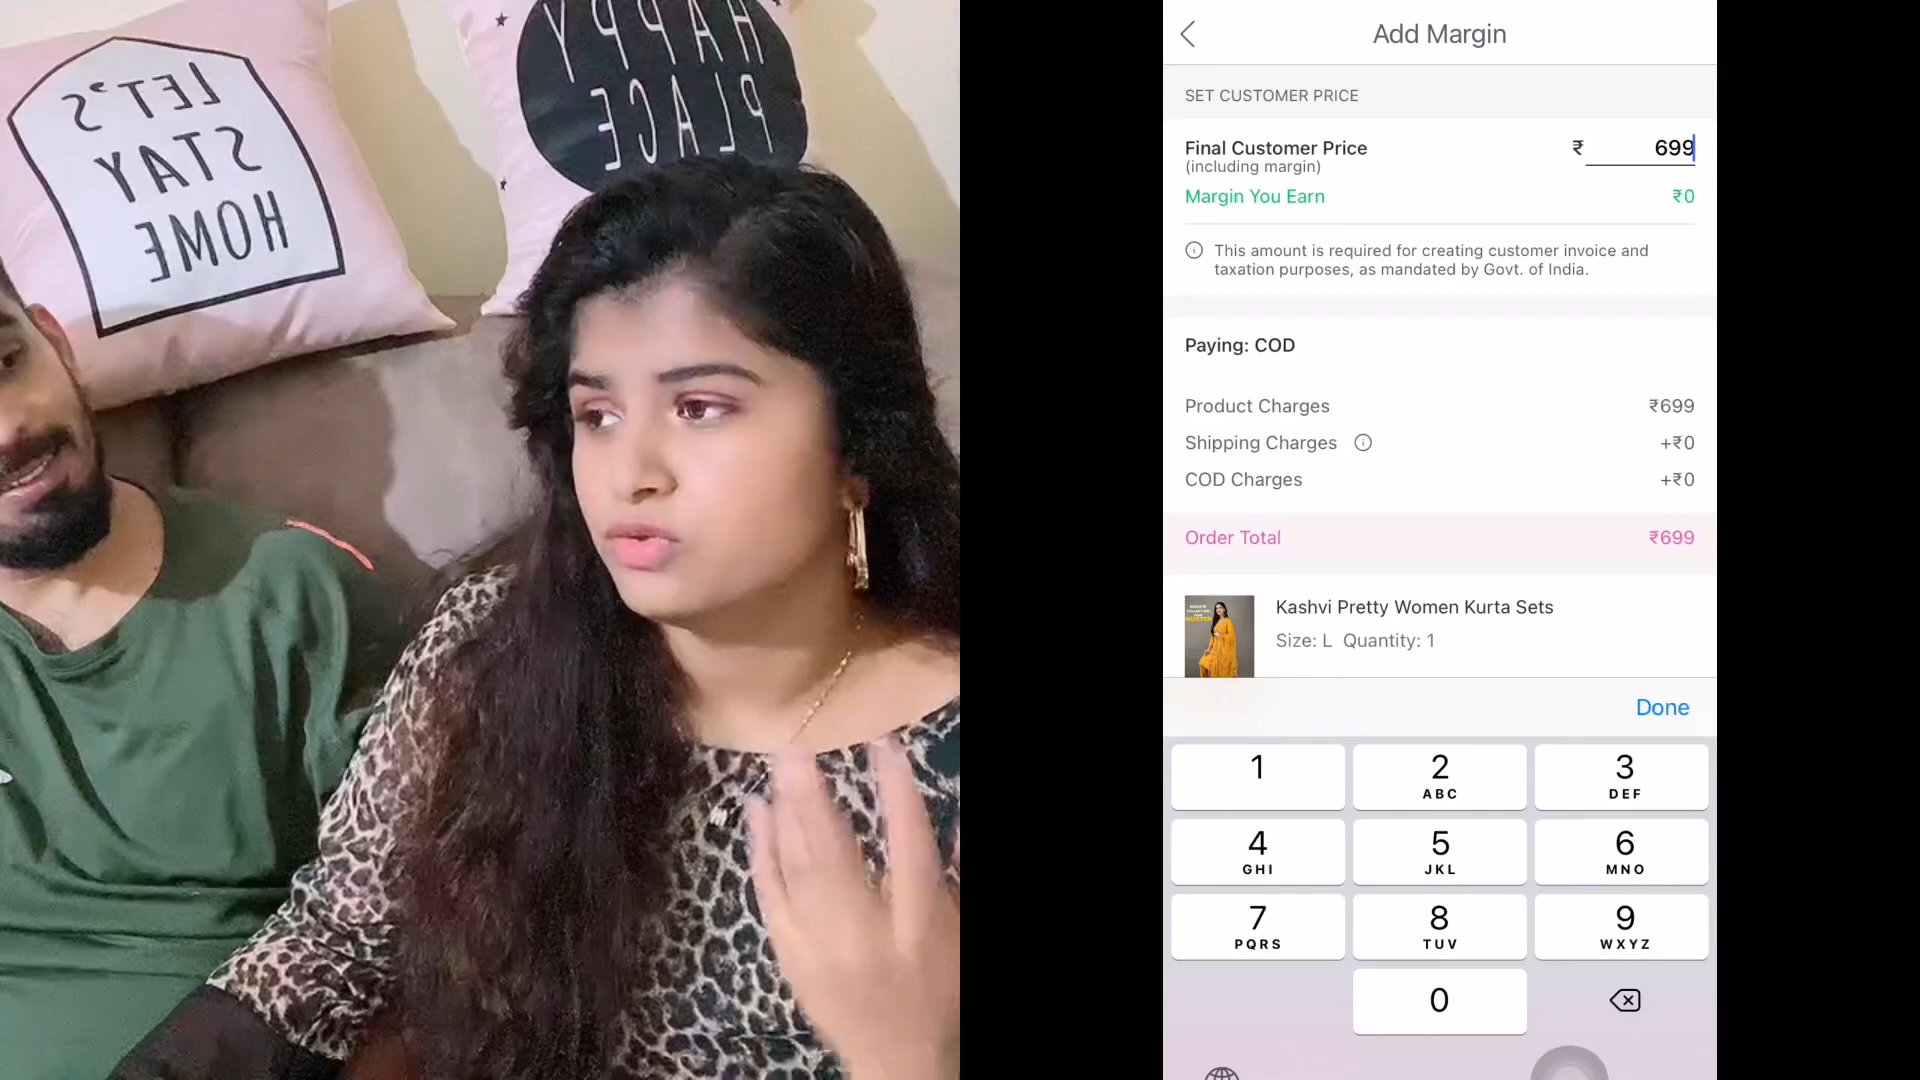 LET'S
STAY
HOME
HAPPY
PLACE
Add Margin
SET CUSTOMER PRICE
Final Customer Price ₹ 699
(including margin)
Margin You Earn ₹0
This amount is required for creating customer invoice and
taxation purposes, as mandated by Govt. of India.
Paying: COD
Product Charges ₹699
Shipping Charges +₹0
COD Charges +₹0
Order Total ₹699
Kashvi Pretty Women Kurta Sets
Size: L Quantity: 1
Done
1 2 3
ABC DEF
4 5 6
GHI JKL MNO
7 8 9
PQRS TUV WXYZ
0